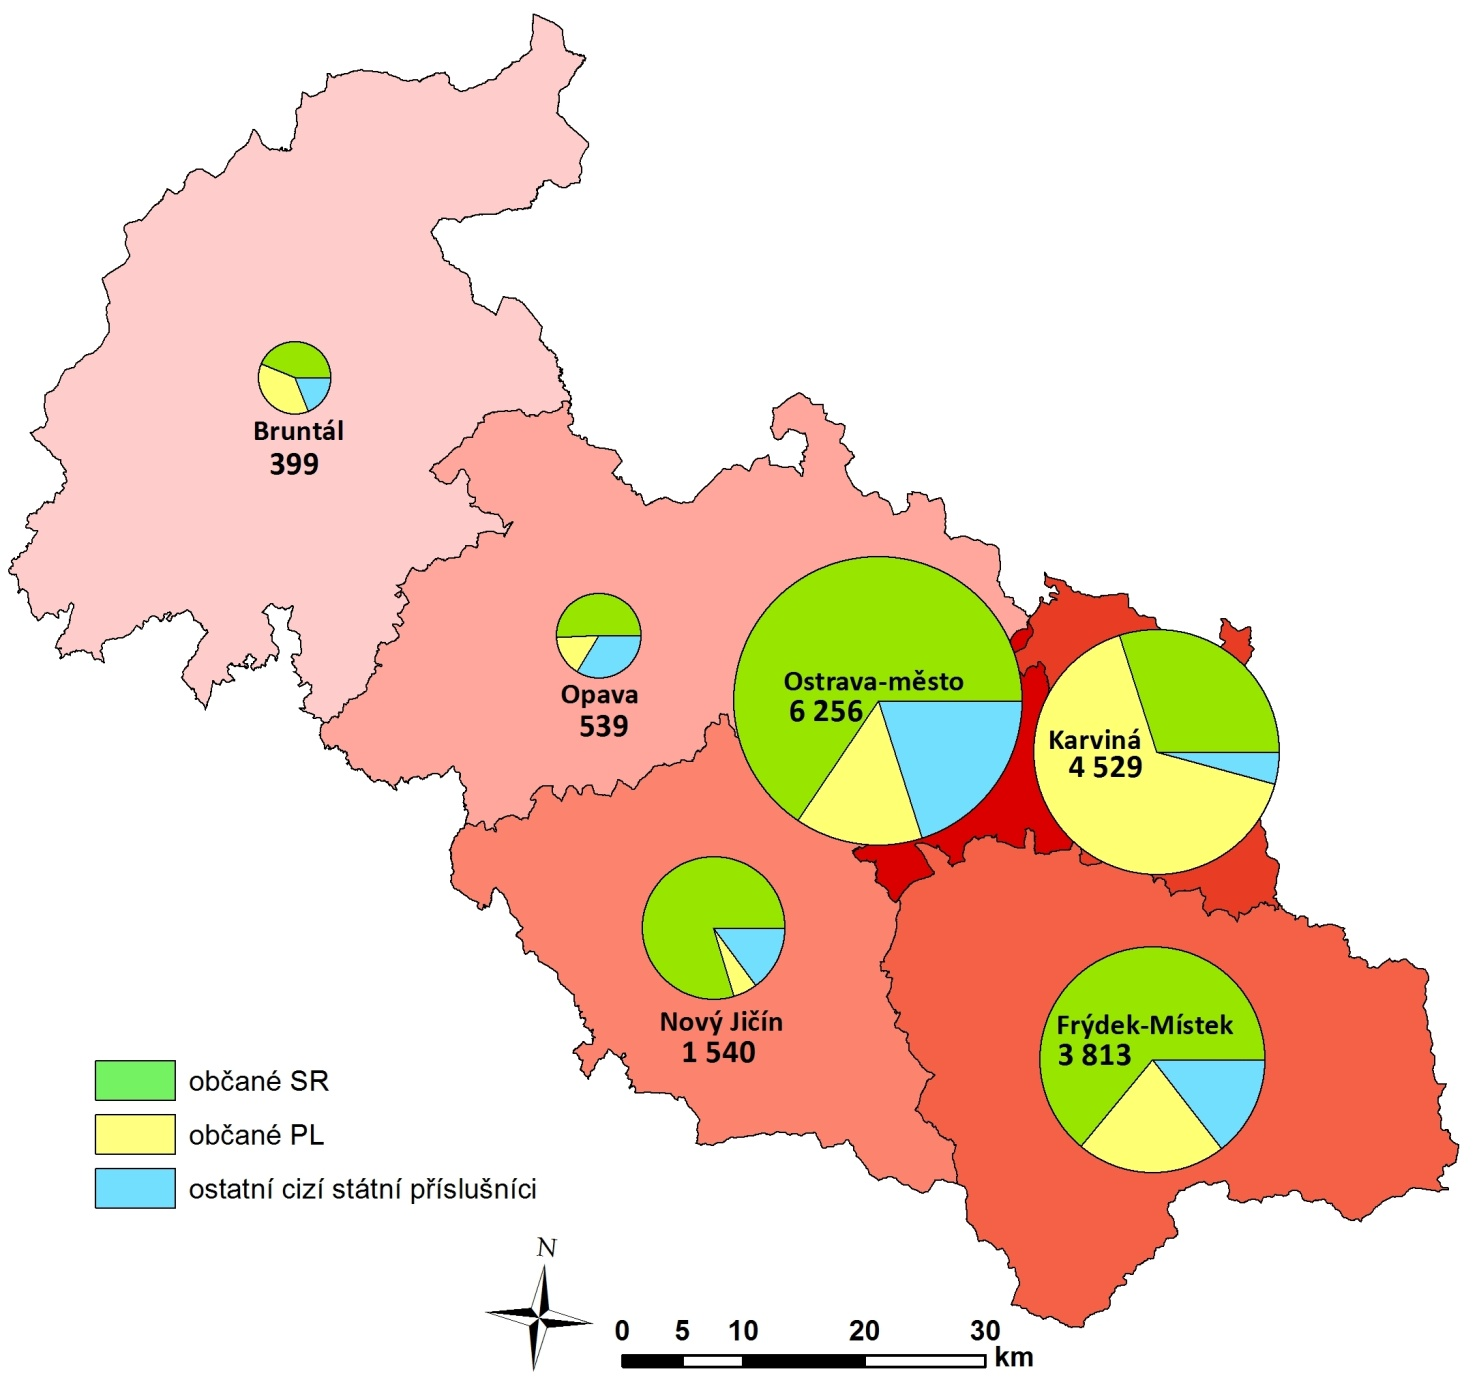 Bruntál
399
Opava
539
Ostrava-město
6 256
Karviná
4 529
Nový Jičín
1 540
Frýdek-Místek
3 813
občané SR
občané PL
ostatní cizí státní příslušníci
N
0 5 10 20 30
km